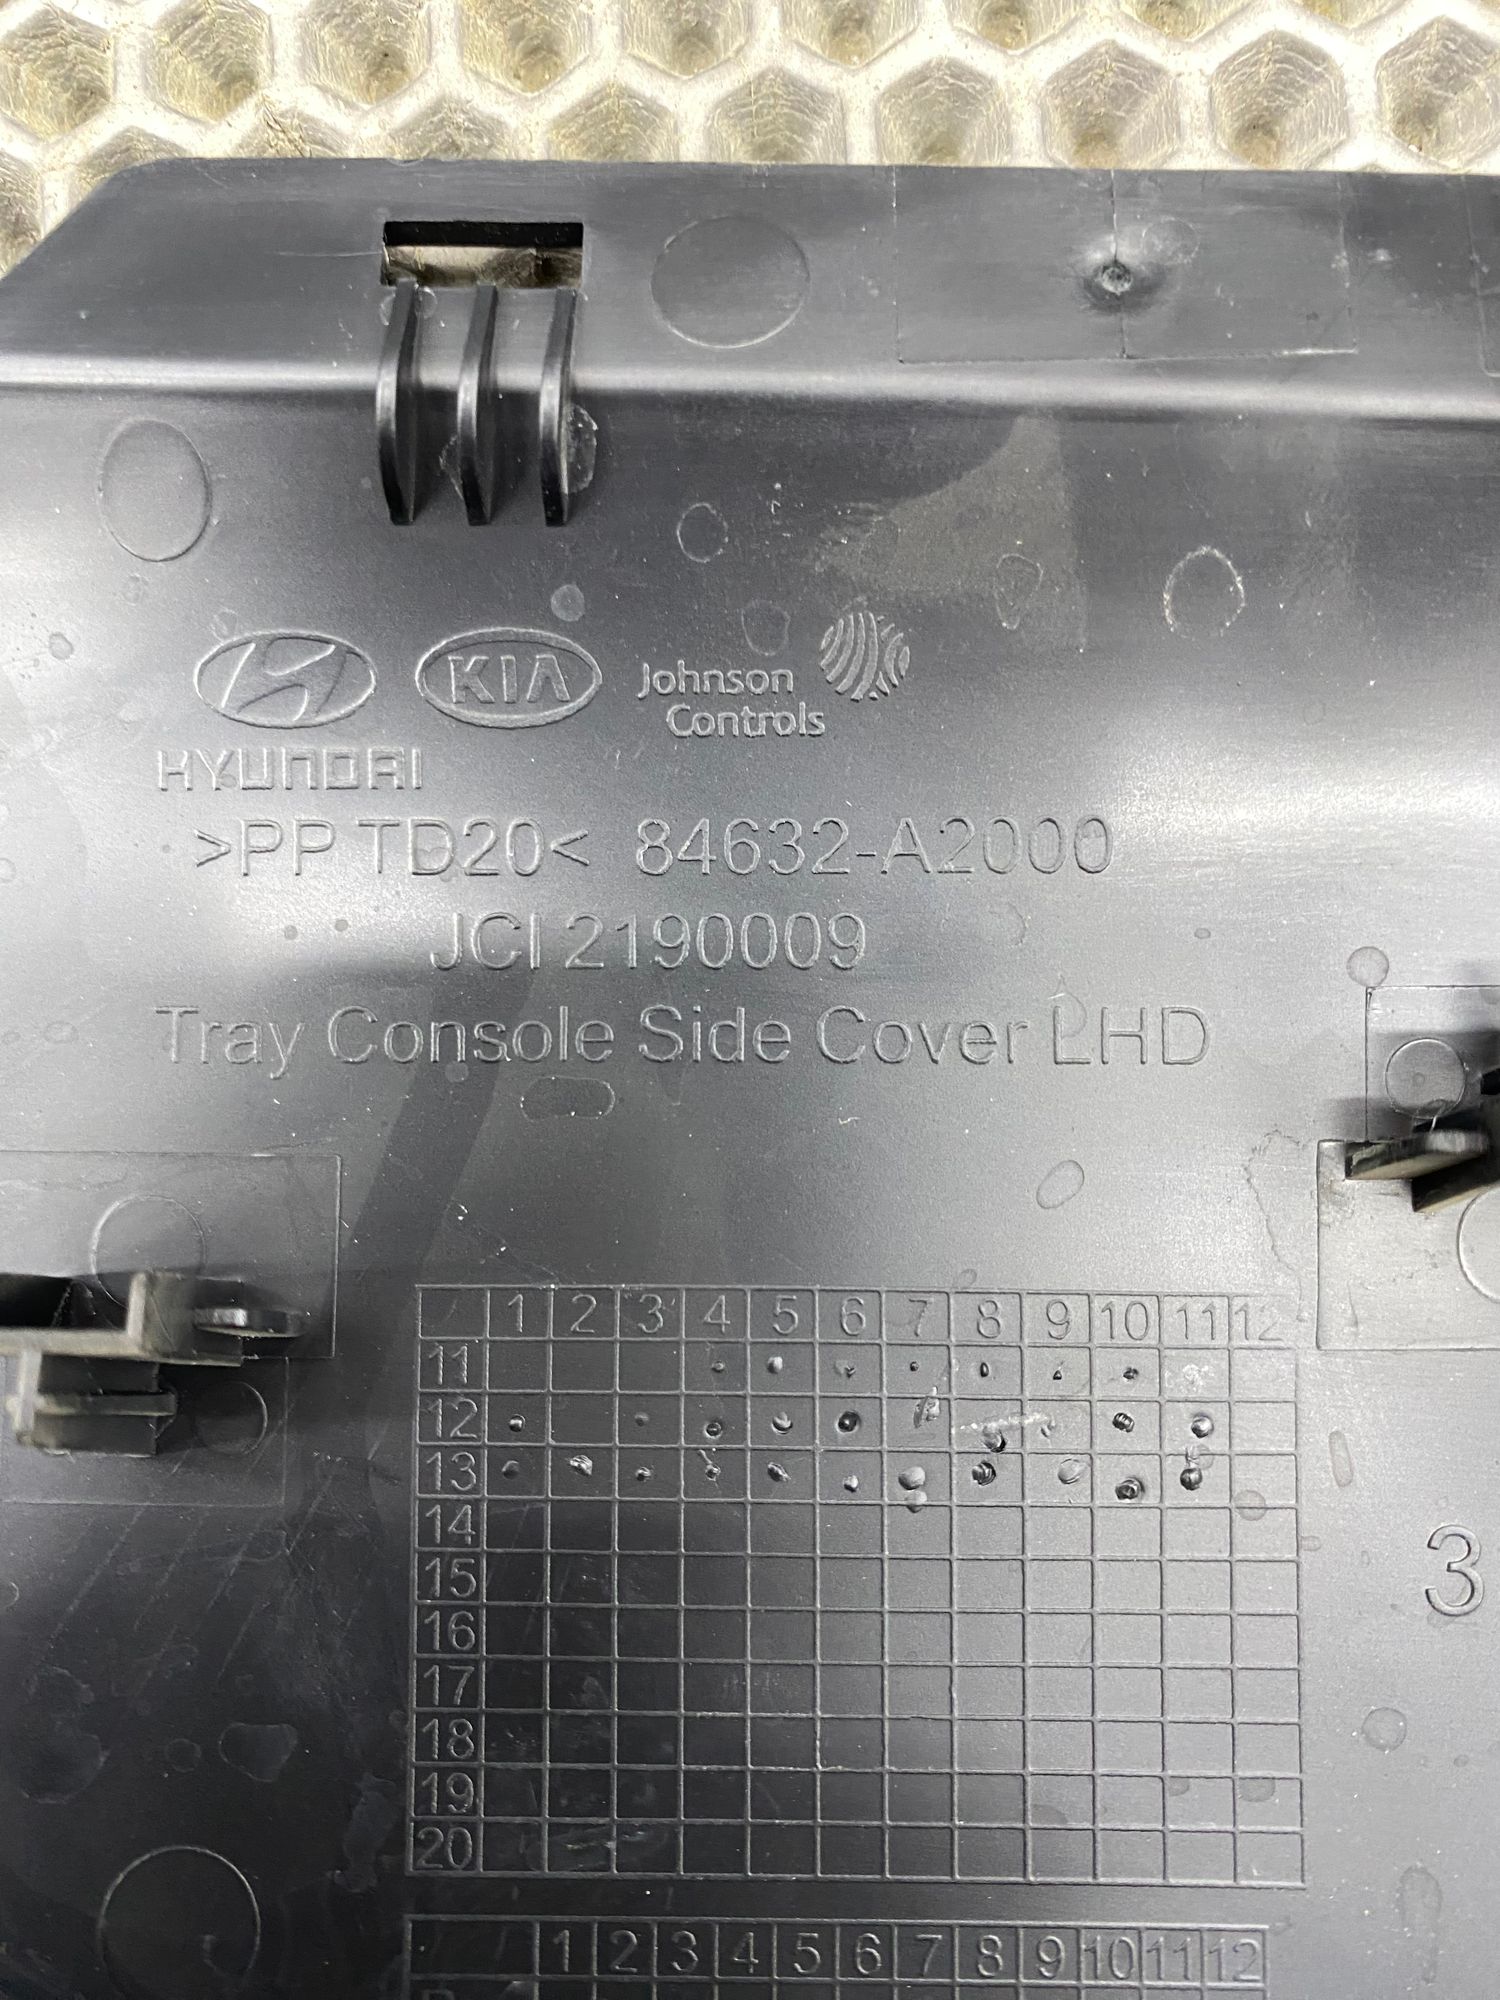 KIA Johnson
Controls
HYUNDAI
>PP TD20< 84632-A2000
JCI 2190009
Tray Console Side Cover LHD
1 2 3 4 5 6 7 8 9 10 11 12
11
12
13
14
15
16
17
18
19
20
3
1 2 3 4 5 6 7 8 9 10 11 12